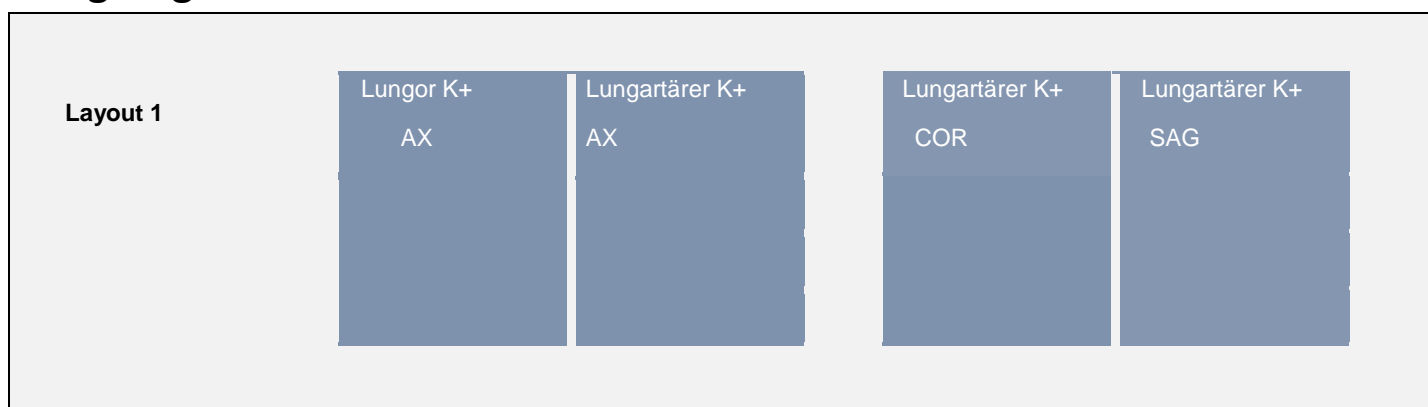 Layout 1
Lungor K+
AX
Lungartärer K+
AX
Lungartärer K+
COR
Lungartärer K+
SAG